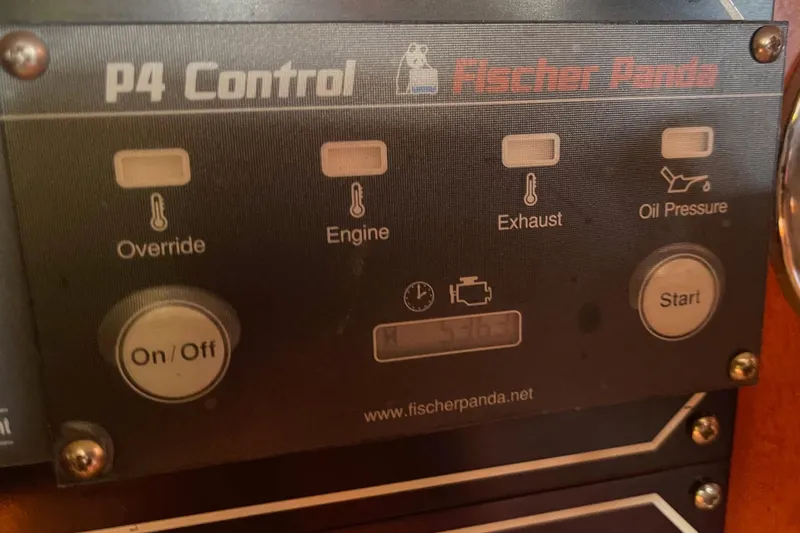 P4 Control Fischer Panda
Override Engine Exhaust Oil Pressure
On/Off Start
www.fischerpanda.net